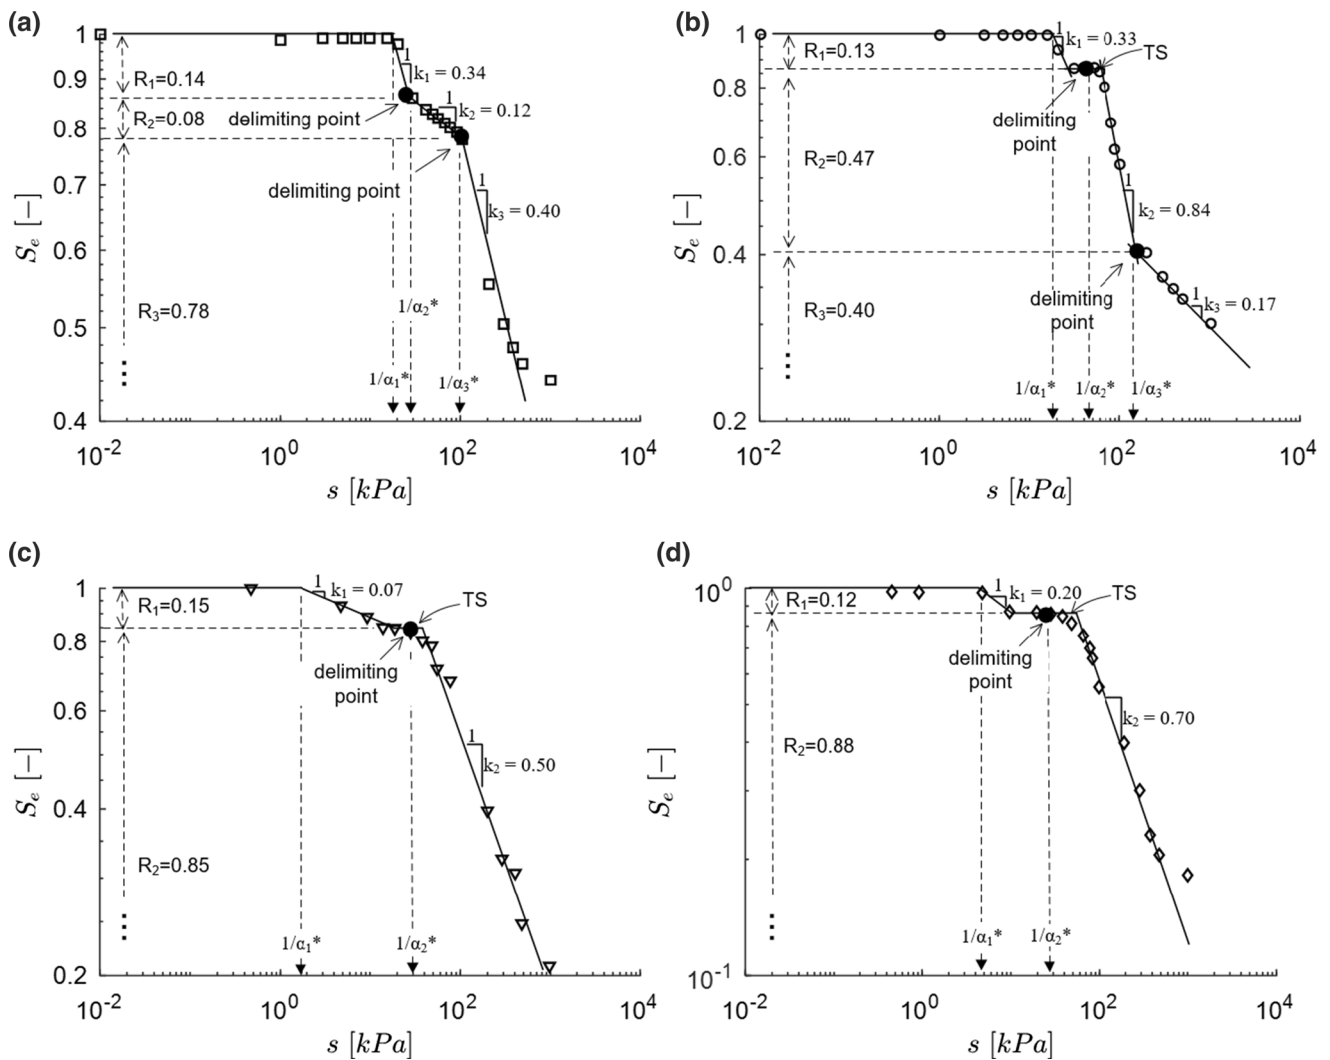 (a)
1
0.9
0.8
0.7
0.6
0.5
0.4
Sₑ [−]
R₁=0.14
R₂=0.08
R₃=0.78
⋮
1
k₁ = 0.34
delimiting point
1
k₂ = 0.12
delimiting point
1
k₃ = 0.40
1/α₂*
1/α₁*
1/α₃*
10⁻²
10⁰
10²
10⁴
s [kPa]
(b)
1
0.8
0.6
0.4
0.2
Sₑ [−]
R₁=0.13
R₂=0.47
R₃=0.40
⋮
1
k₁ = 0.33
TS
delimiting
point
1
k₂ = 0.84
delimiting
point
1
k₃ = 0.17
1/α₁*
1/α₂*
1/α₃*
10⁻²
10⁰
10²
10⁴
s [kPa]
(c)
1
0.8
0.6
0.4
0.2
Sₑ [−]
R₁=0.15
R₂=0.85
⋮
1
k₁ = 0.07
TS
delimiting
point
1
k₂ = 0.50
1/α₁*
1/α₂*
10⁻²
10⁰
10²
10⁴
s [kPa]
(d)
10⁰
10⁻¹
Sₑ [−]
R₁=0.12
R₂=0.88
⋮
1
k₁ = 0.20
TS
delimiting
point
1
k₂ = 0.70
1/α₁*
1/α₂*
10⁻²
10⁰
10²
10⁴
s [kPa]